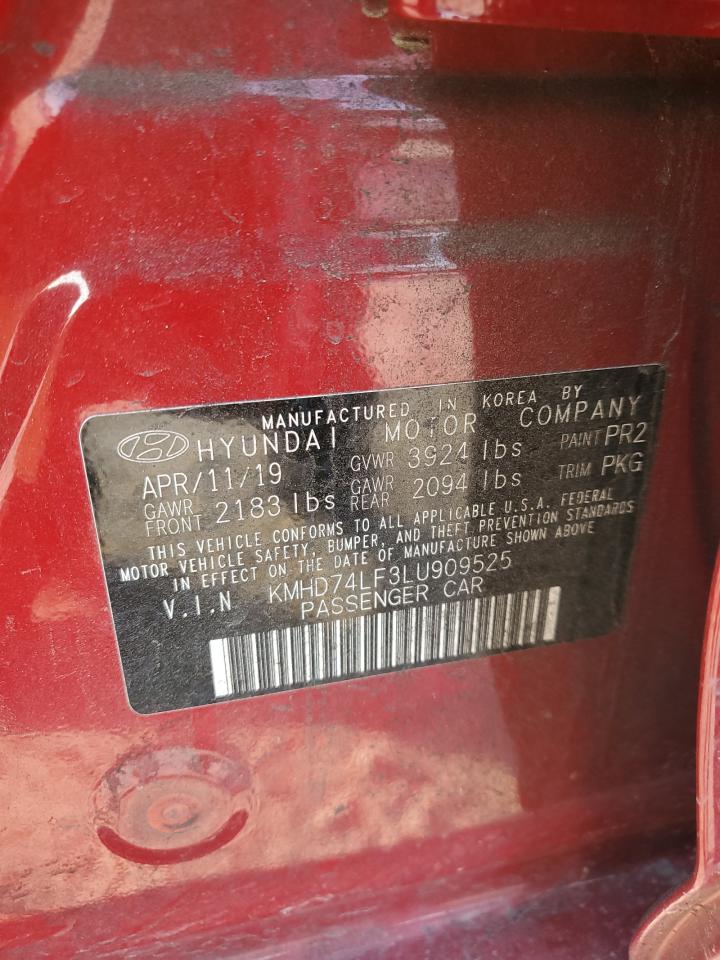 MANUFACTURED IN KOREA BY
HYUNDAI MOTOR COMPANY
APR/11/19 GVWR 3924 lbs PAINT PR2
GAWR FRONT 2183 lbs GAWR REAR 2094 lbs TRIM PKG
THIS VEHICLE CONFORMS TO ALL APPLICABLE U.S.A. FEDERAL
MOTOR VEHICLE SAFETY, BUMPER, AND THEFT PREVENTION STANDARDS
IN EFFECT ON THE DATE OF MANUFACTURE SHOWN ABOVE
V.I.N KMHD74LF3LU909525
PASSENGER CAR